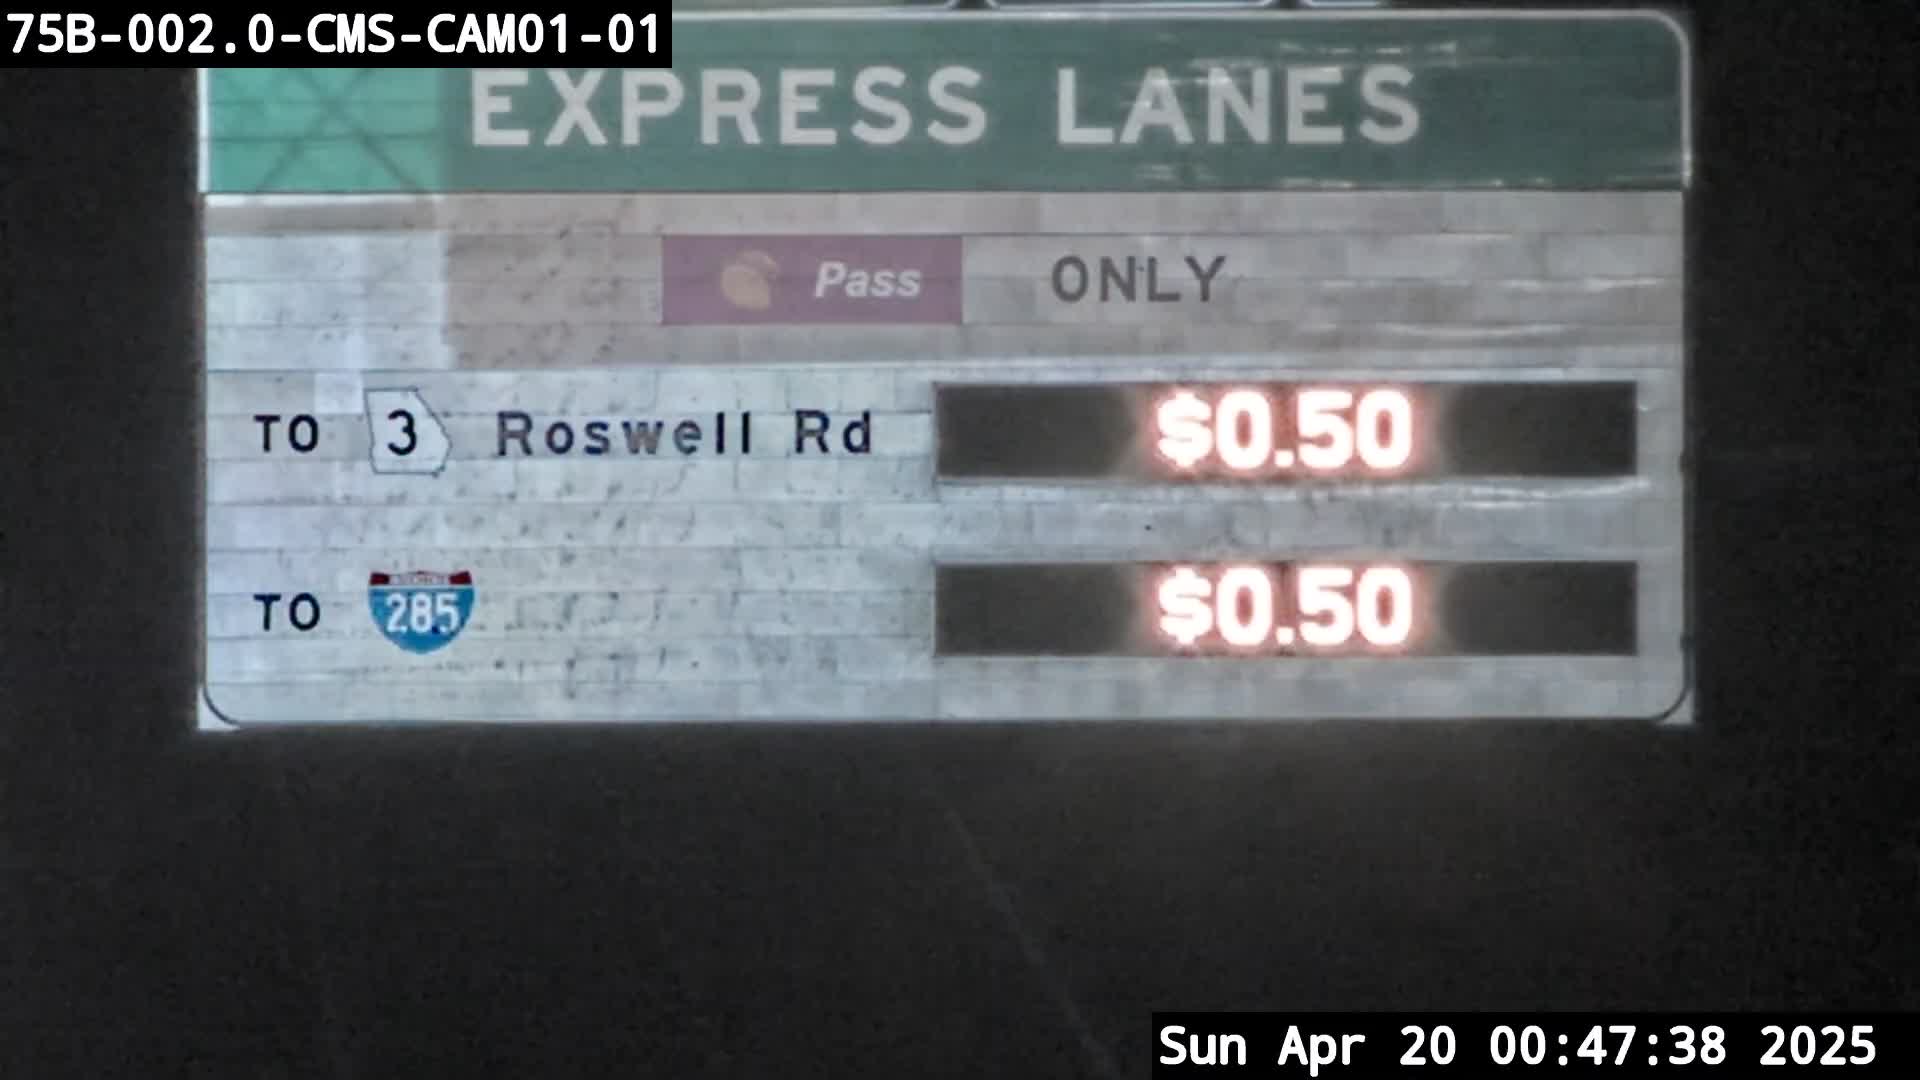 75B-002.0-CMS-CAM01-01
EXPRESS LANES
Pass ONLY
TO 3 Roswell Rd $0.50
TO 285 $0.50
Sun Apr 20 00:47:38 2025